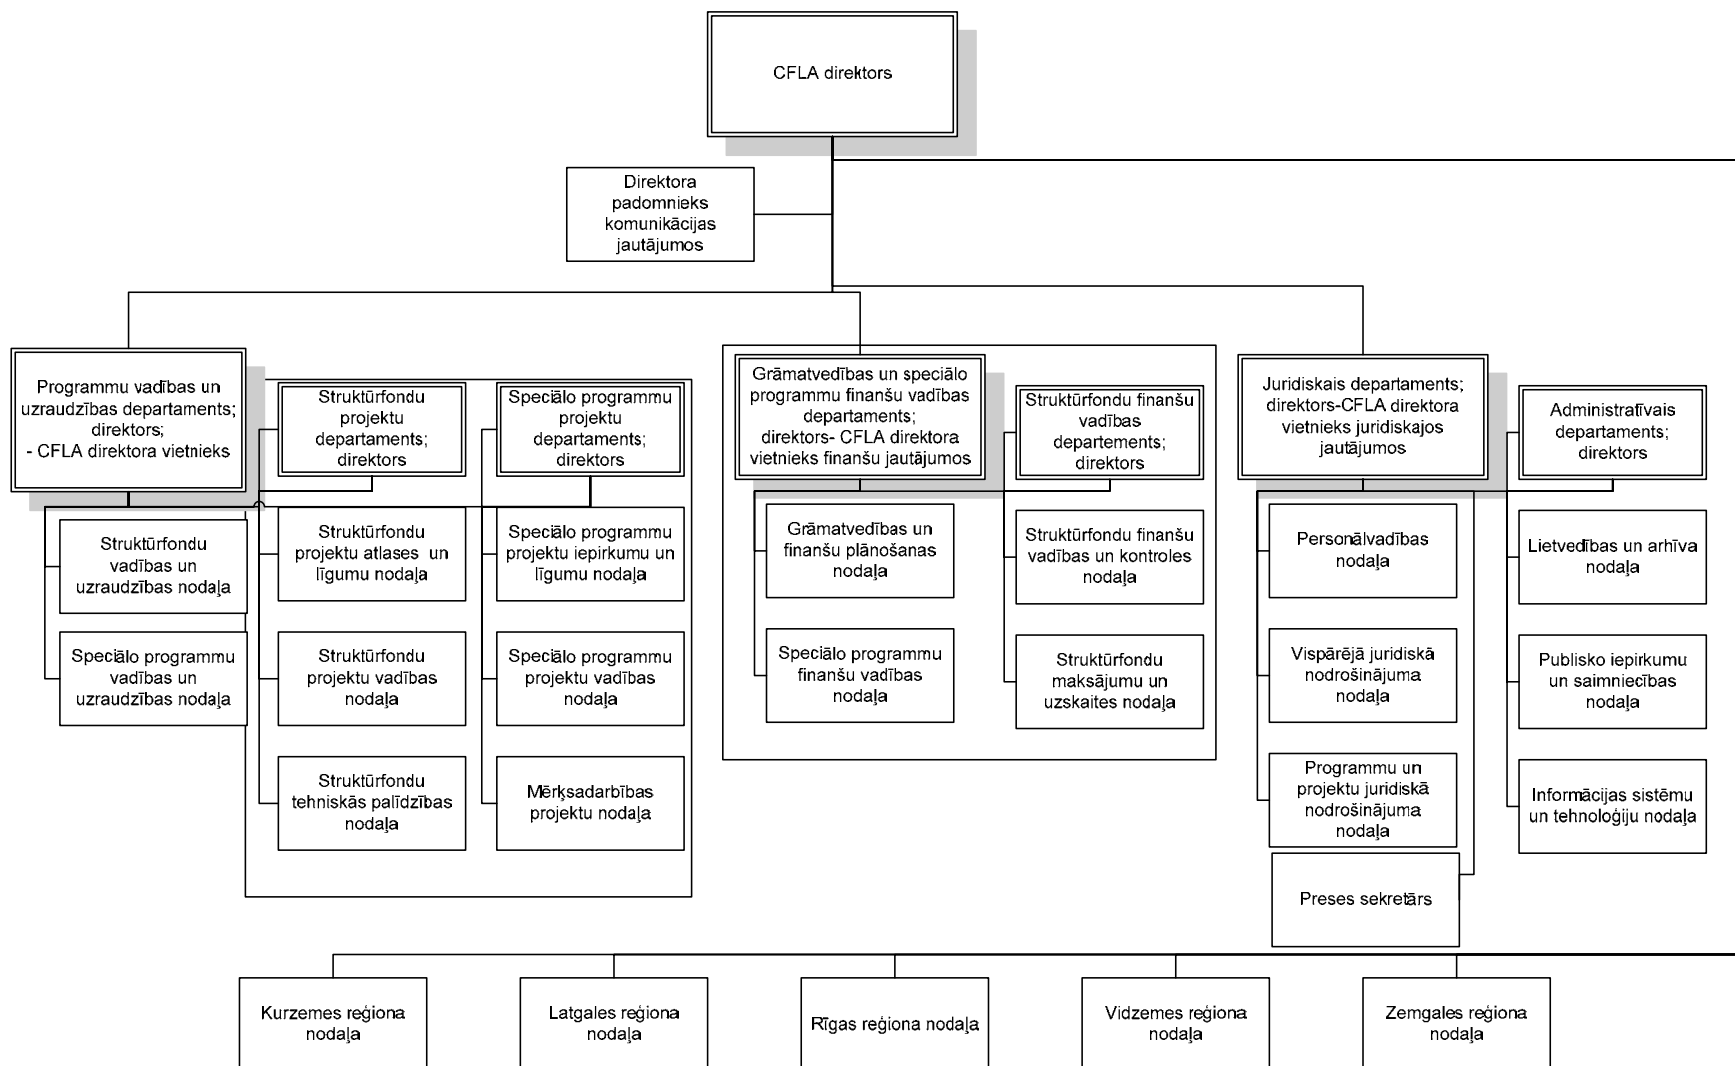 CFLA direktors
Direktora
padomnieks
komunikācijas
jautājumos
Programmu vadības un
uzraudzības departaments;
direktors;
- CFLA direktora vietnieks
Struktūrfondu
projektu
departaments;
direktors
Speciālo programmu
projektu
departaments;
direktors
Grāmatvedības un speciālo
programmu finanšu vadības
departaments;
direktors- CFLA direktora
vietnieks finanšu jautājumos
Struktūrfondu finanšu
vadības
departements;
direktors
Juridiskais departaments;
direktors-CFLA direktora
vietnieks juridiskajos
jautājumos
Administratīvais
departaments;
direktors
Struktūrfondu
vadības un
uzraudzības nodaļa
Struktūrfondu
projektu atlases un
līgumu nodaļa
Speciālo programmu
projektu iepirkumu un
līgumu nodaļa
Grāmatvedības un
finanšu plānošanas
nodaļa
Struktūrfondu finanšu
vadības un kontroles
nodaļa
Personālvadības
nodaļa
Lietvedības un arhīva
nodaļa
Speciālo programmu
vadības un
uzraudzības nodaļa
Struktūrfondu
projektu vadības
nodaļa
Speciālo programmu
projektu vadības
nodaļa
Speciālo programmu
finanšu vadības
nodaļa
Struktūrfondu
maksājumu un
uzskaites nodaļa
Vispārējā juridiskā
nodrošinājuma
nodaļa
Publisko iepirkumu
un saimniecības
nodaļa
Struktūrfondu
tehniskās palīdzības
nodaļa
Mērķsadarbības
projektu nodaļa
Programmu un
projektu juridiskā
nodrošinājuma
nodaļa
Informācijas sistēmu
un tehnoloģiju nodaļa
Preses sekretārs
Kurzemes reģiona
nodaļa
Latgales reģiona
nodaļa
Rīgas reģiona nodaļa
Vidzemes reģiona
nodaļa
Zemgales reģiona
nodaļa